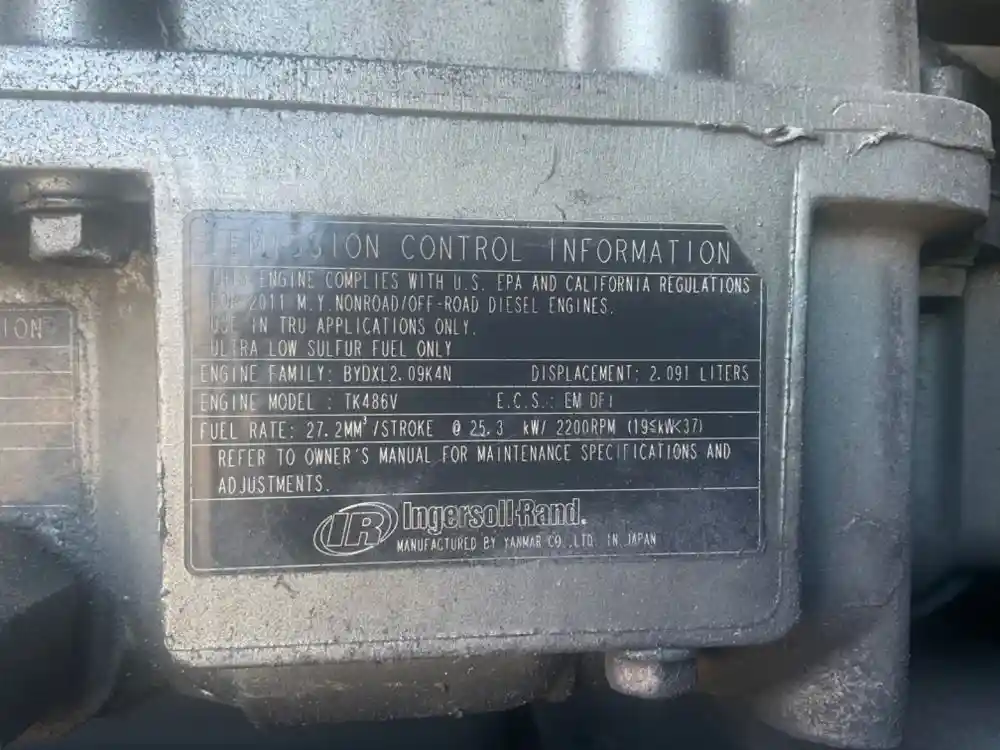 EMISSION CONTROL INFORMATION
THIS ENGINE COMPLIES WITH U.S. EPA AND CALIFORNIA REGULATIONS
FOR 2011 M.Y.NONROAD/OFF-ROAD DIESEL ENGINES.
USE IN TRU APPLICATIONS ONLY.
ULTRA LOW SULFUR FUEL ONLY
ENGINE FAMILY: BYDXL2.09K4N DISPLACEMENT: 2.091 LITERS
ENGINE MODEL : TK486V E.C.S.: EM DFI
FUEL RATE: 27.2MM³/STROKE @ 25.3 kW/ 2200RPM (19≤kW<37)
REFER TO OWNER'S MANUAL FOR MAINTENANCE SPECIFICATIONS AND
ADJUSTMENTS.
IR Ingersoll-Rand.
MANUFACTURED BY YANMAR CO.,LTD. IN JAPAN
ION